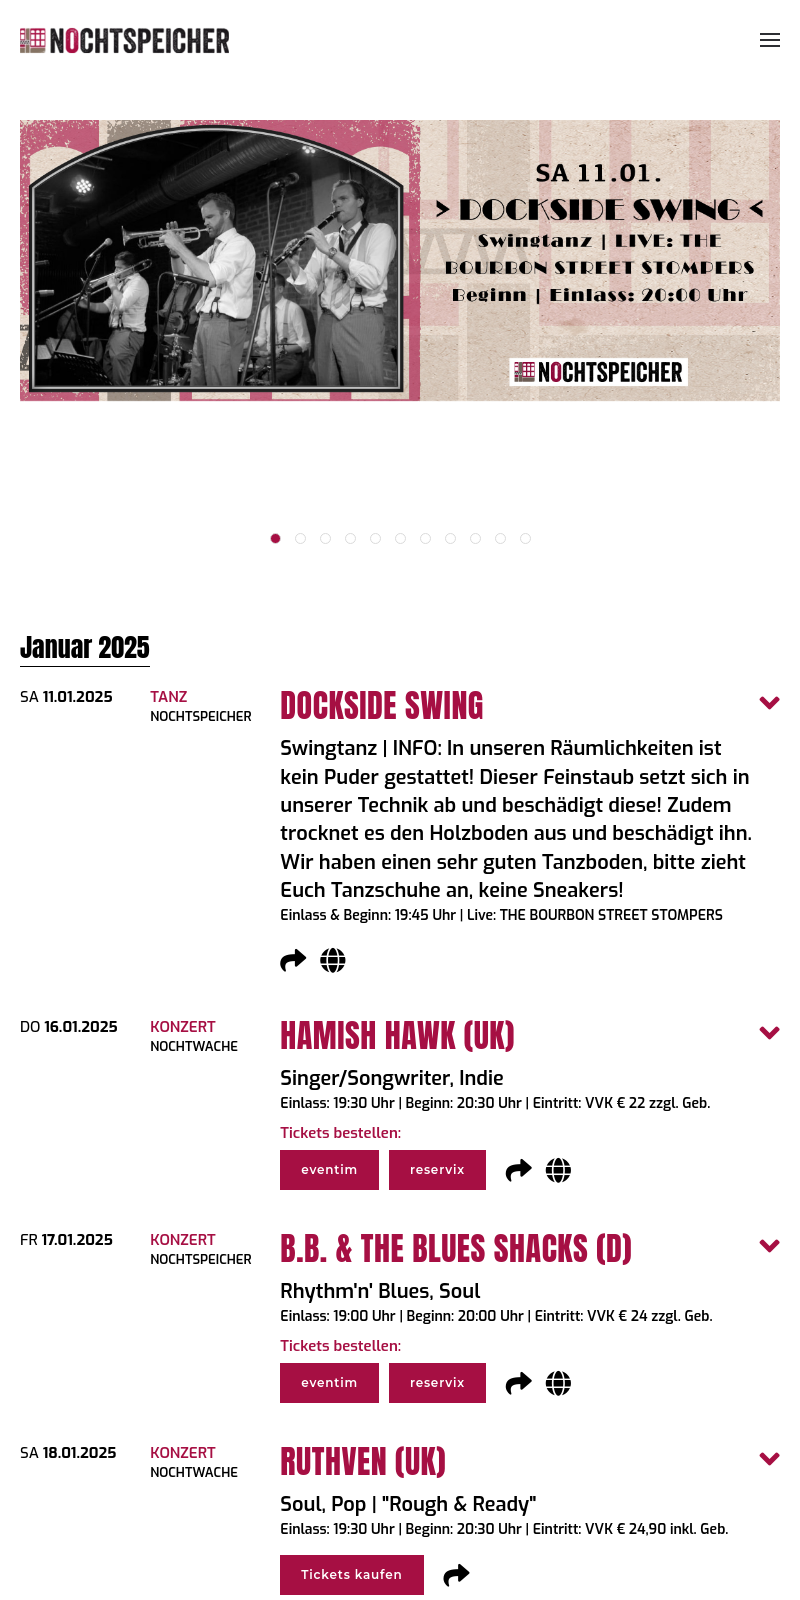 NOCHTSPEICHER
SA 11.01.
> DOCKSIDE SWING <
Swingtanz | LIVE: THE
BOURBON STREET STOMPERS
Beginn | Einlass: 20:00 Uhr
NOCHTSPEICHER
Januar 2025
SA 11.01.2025
TANZ
NOCHTSPEICHER
DOCKSIDE SWING
Swingtanz | INFO: In unseren Räumlichkeiten ist
kein Puder gestattet! Dieser Feinstaub setzt sich in
unserer Technik ab und beschädigt diese! Zudem
trocknet es den Holzboden aus und beschädigt ihn.
Wir haben einen sehr guten Tanzboden, bitte zieht
Euch Tanzschuhe an, keine Sneakers!
Einlass & Beginn: 19:45 Uhr | Live: THE BOURBON STREET STOMPERS
DO 16.01.2025
KONZERT
NOCHTWACHE
HAMISH HAWK (UK)
Singer/Songwriter, Indie
Einlass: 19:30 Uhr | Beginn: 20:30 Uhr | Eintritt: VVK € 22 zzgl. Geb.
Tickets bestellen:
eventim
reservix
FR 17.01.2025
KONZERT
NOCHTSPEICHER
B.B. & THE BLUES SHACKS (D)
Rhythm'n' Blues, Soul
Einlass: 19:00 Uhr | Beginn: 20:00 Uhr | Eintritt: VVK € 24 zzgl. Geb.
Tickets bestellen:
eventim
reservix
SA 18.01.2025
KONZERT
NOCHTWACHE
RUTHVEN (UK)
Soul, Pop | "Rough & Ready"
Einlass: 19:30 Uhr | Beginn: 20:30 Uhr | Eintritt: VVK € 24,90 inkl. Geb.
Tickets kaufen